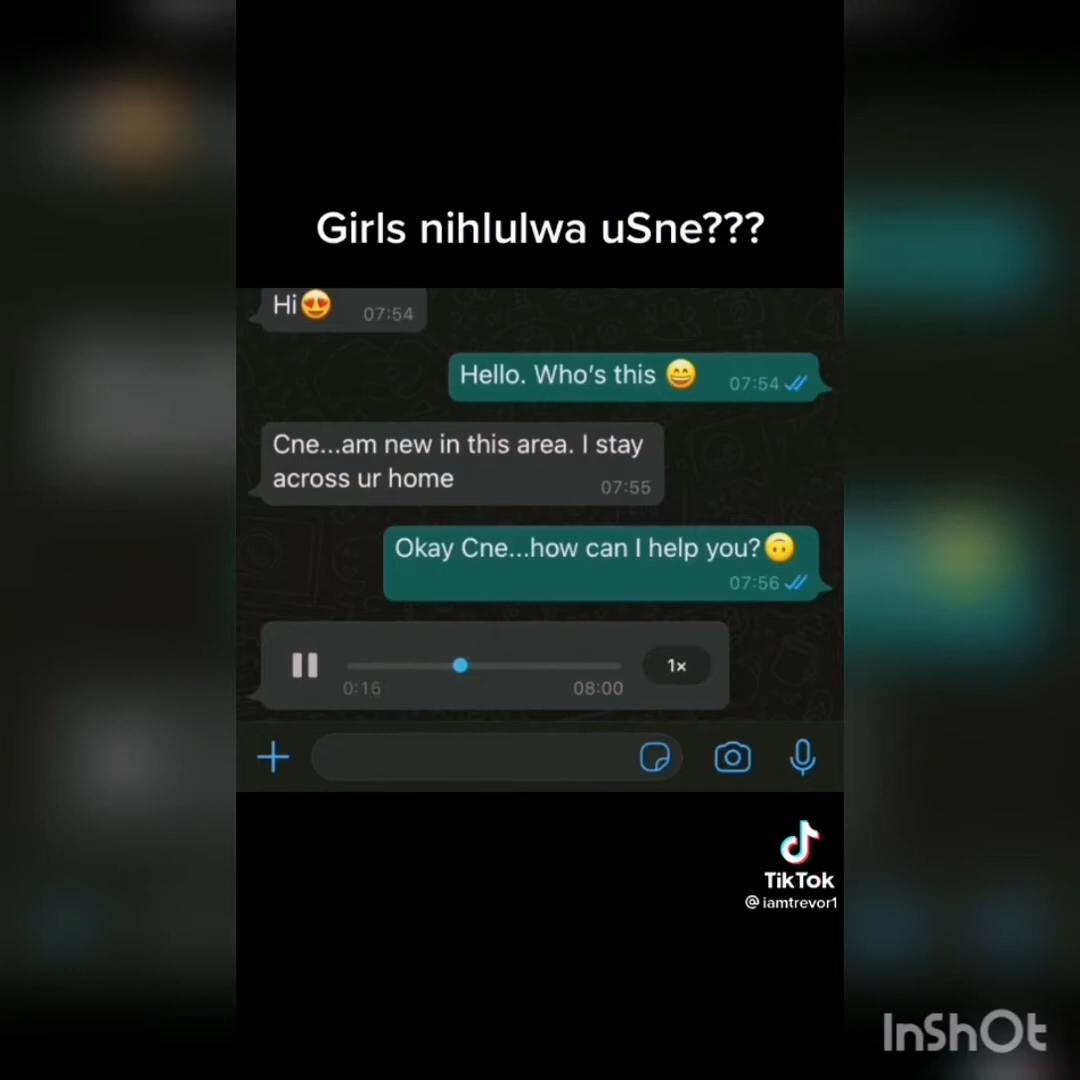 Girls nihlulwa uSne???
Hi😍 07:54
Hello. Who's this 😄 07:54
Cne...am new in this area. I stay
across ur home 07:55
Okay Cne...how can I help you?🙃
07:56
1x
0:16 08:00
TikTok
@iamtrevor1
InShOt